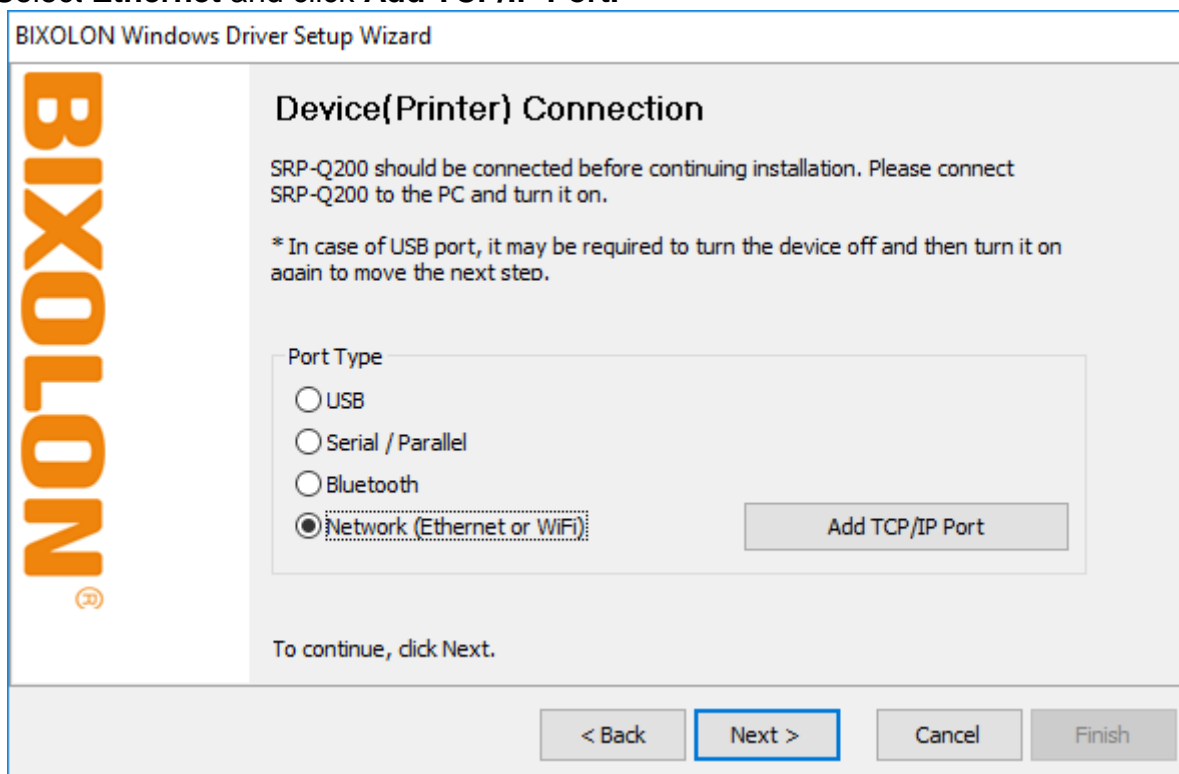 Select Ethernet and click Add TCP/IP Port.
BIXOLON Windows Driver Setup Wizard
BIXOLON®
Device(Printer) Connection
SRP-Q200 should be connected before continuing installation. Please connect
SRP-Q200 to the PC and turn it on.
* In case of USB port, it may be required to turn the device off and then turn it on
again to move the next step.
Port Type
USB
Serial / Parallel
Bluetooth
Network (Ethernet or WiFi)
Add TCP/IP Port
To continue, click Next.
< Back
Next >
Cancel
Finish